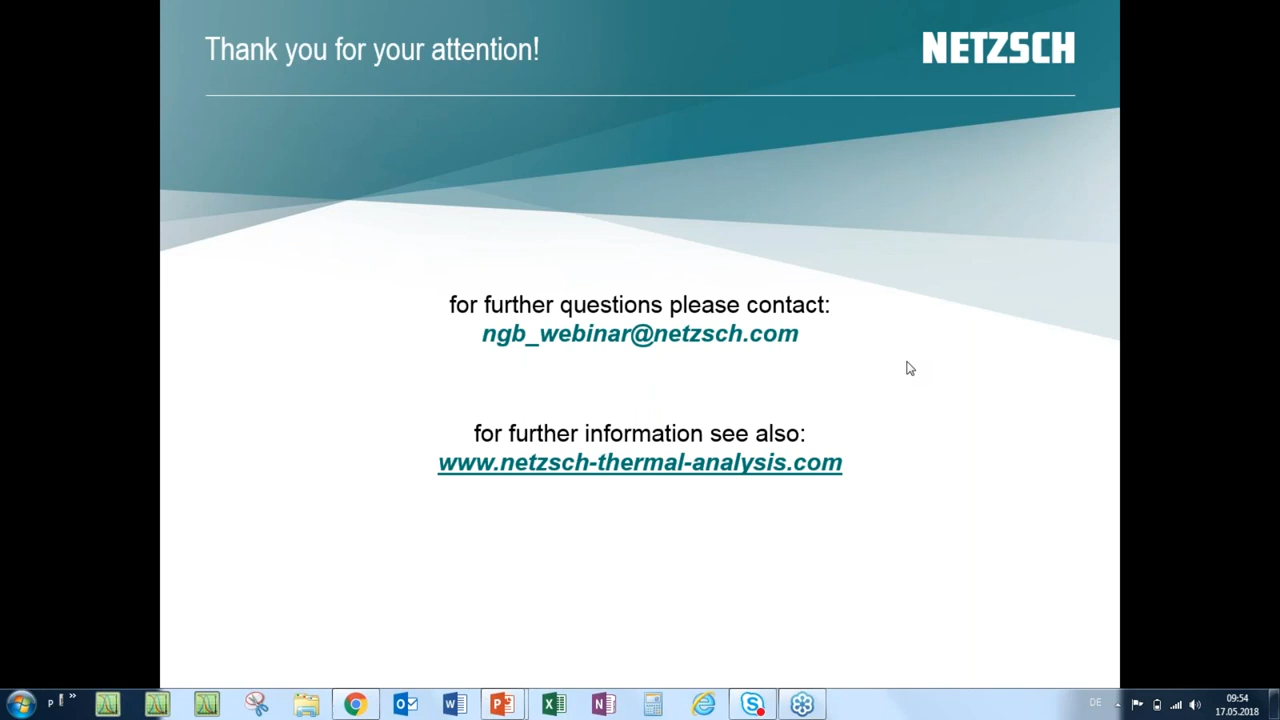 Thank you for your attention!
NETZSCH
for further questions please contact:
ngb_webinar@netzsch.com
for further information see also:
www.netzsch-thermal-analysis.com
P
DE
09:54
17.05.2018